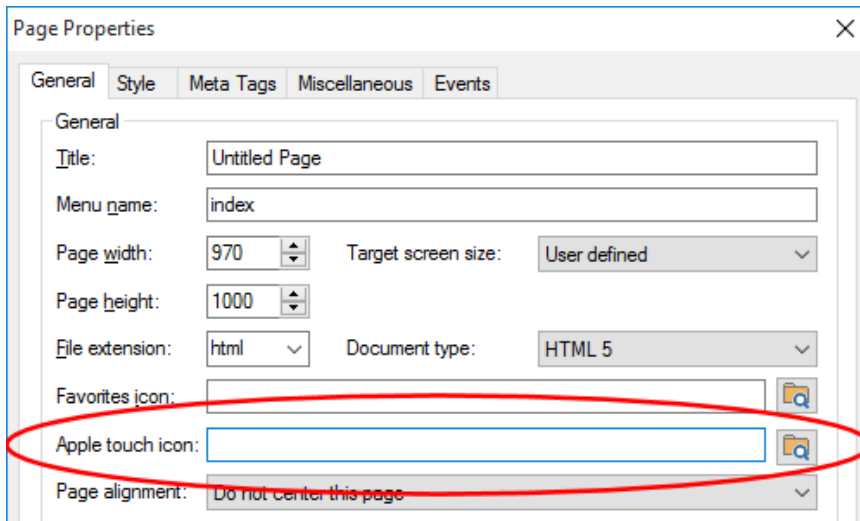 Page Properties
General Style Meta Tags Miscellaneous Events
General
Title: Untitled Page
Menu name: index
Page width: 970 Target screen size: User defined
Page height: 1000
File extension: html Document type: HTML 5
Favorites icon:
Apple touch icon:
Page alignment: Do not center this page